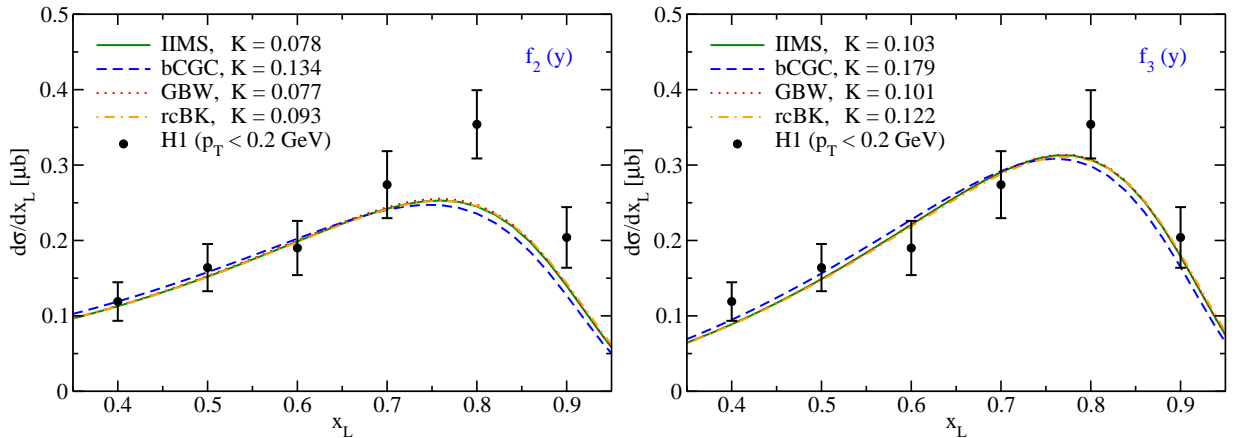 0.5
0.4
0.3
0.2
0.1
0
dσ/dx_L [μb]
IIMS, K = 0.078
bCGC, K = 0.134
GBW, K = 0.077
rcBK, K = 0.093
H1 (p_T < 0.2 GeV)
f_2 (y)
0.4 0.5 0.6 0.7 0.8 0.9
x_L
0.5
0.4
0.3
0.2
0.1
0
dσ/dx_L [μb]
IIMS, K = 0.103
bCGC, K = 0.179
GBW, K = 0.101
rcBK, K = 0.122
H1 (p_T < 0.2 GeV)
f_3 (y)
0.4 0.5 0.6 0.7 0.8 0.9
x_L